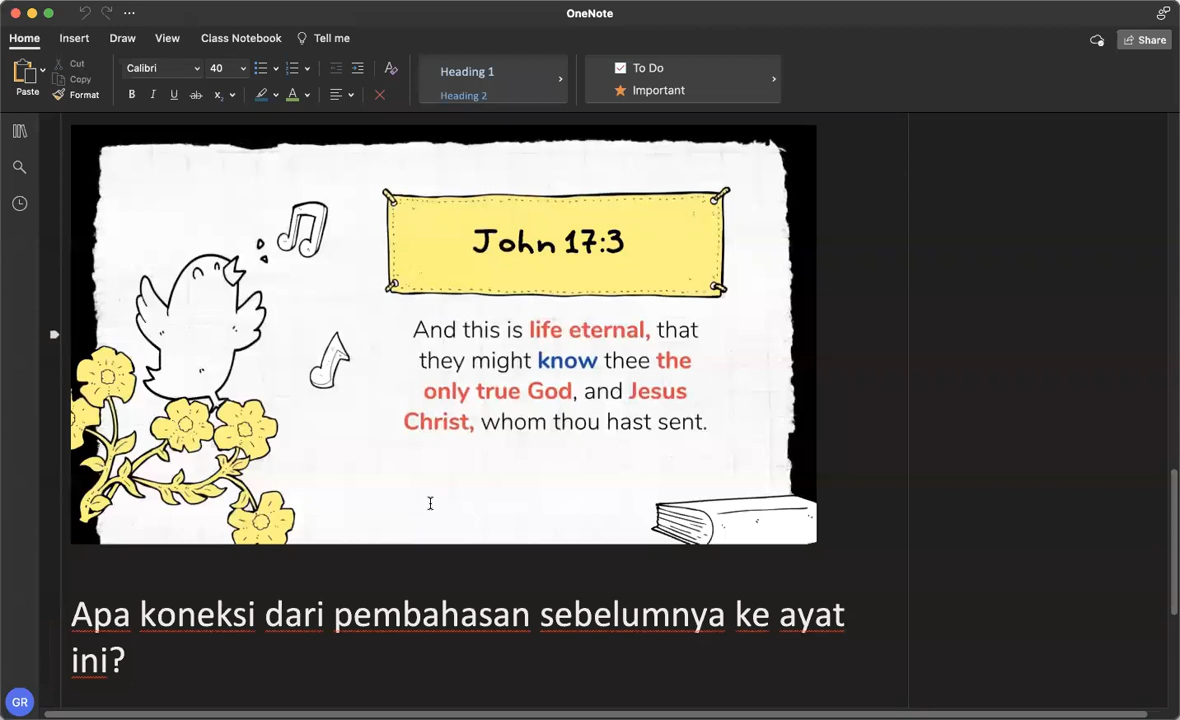 OneNote
Home Insert Draw View Class Notebook Tell me
Share
Paste
Cut
Copy
Format
Calibri 40
B I U ab x
A
Heading 1
Heading 2
To Do
Important
John 17:3
And this is life eternal, that
they might know thee the
only true God, and Jesus
Christ, whom thou hast sent.
Apa koneksi dari pembahasan sebelumnya ke ayat
ini?
GR